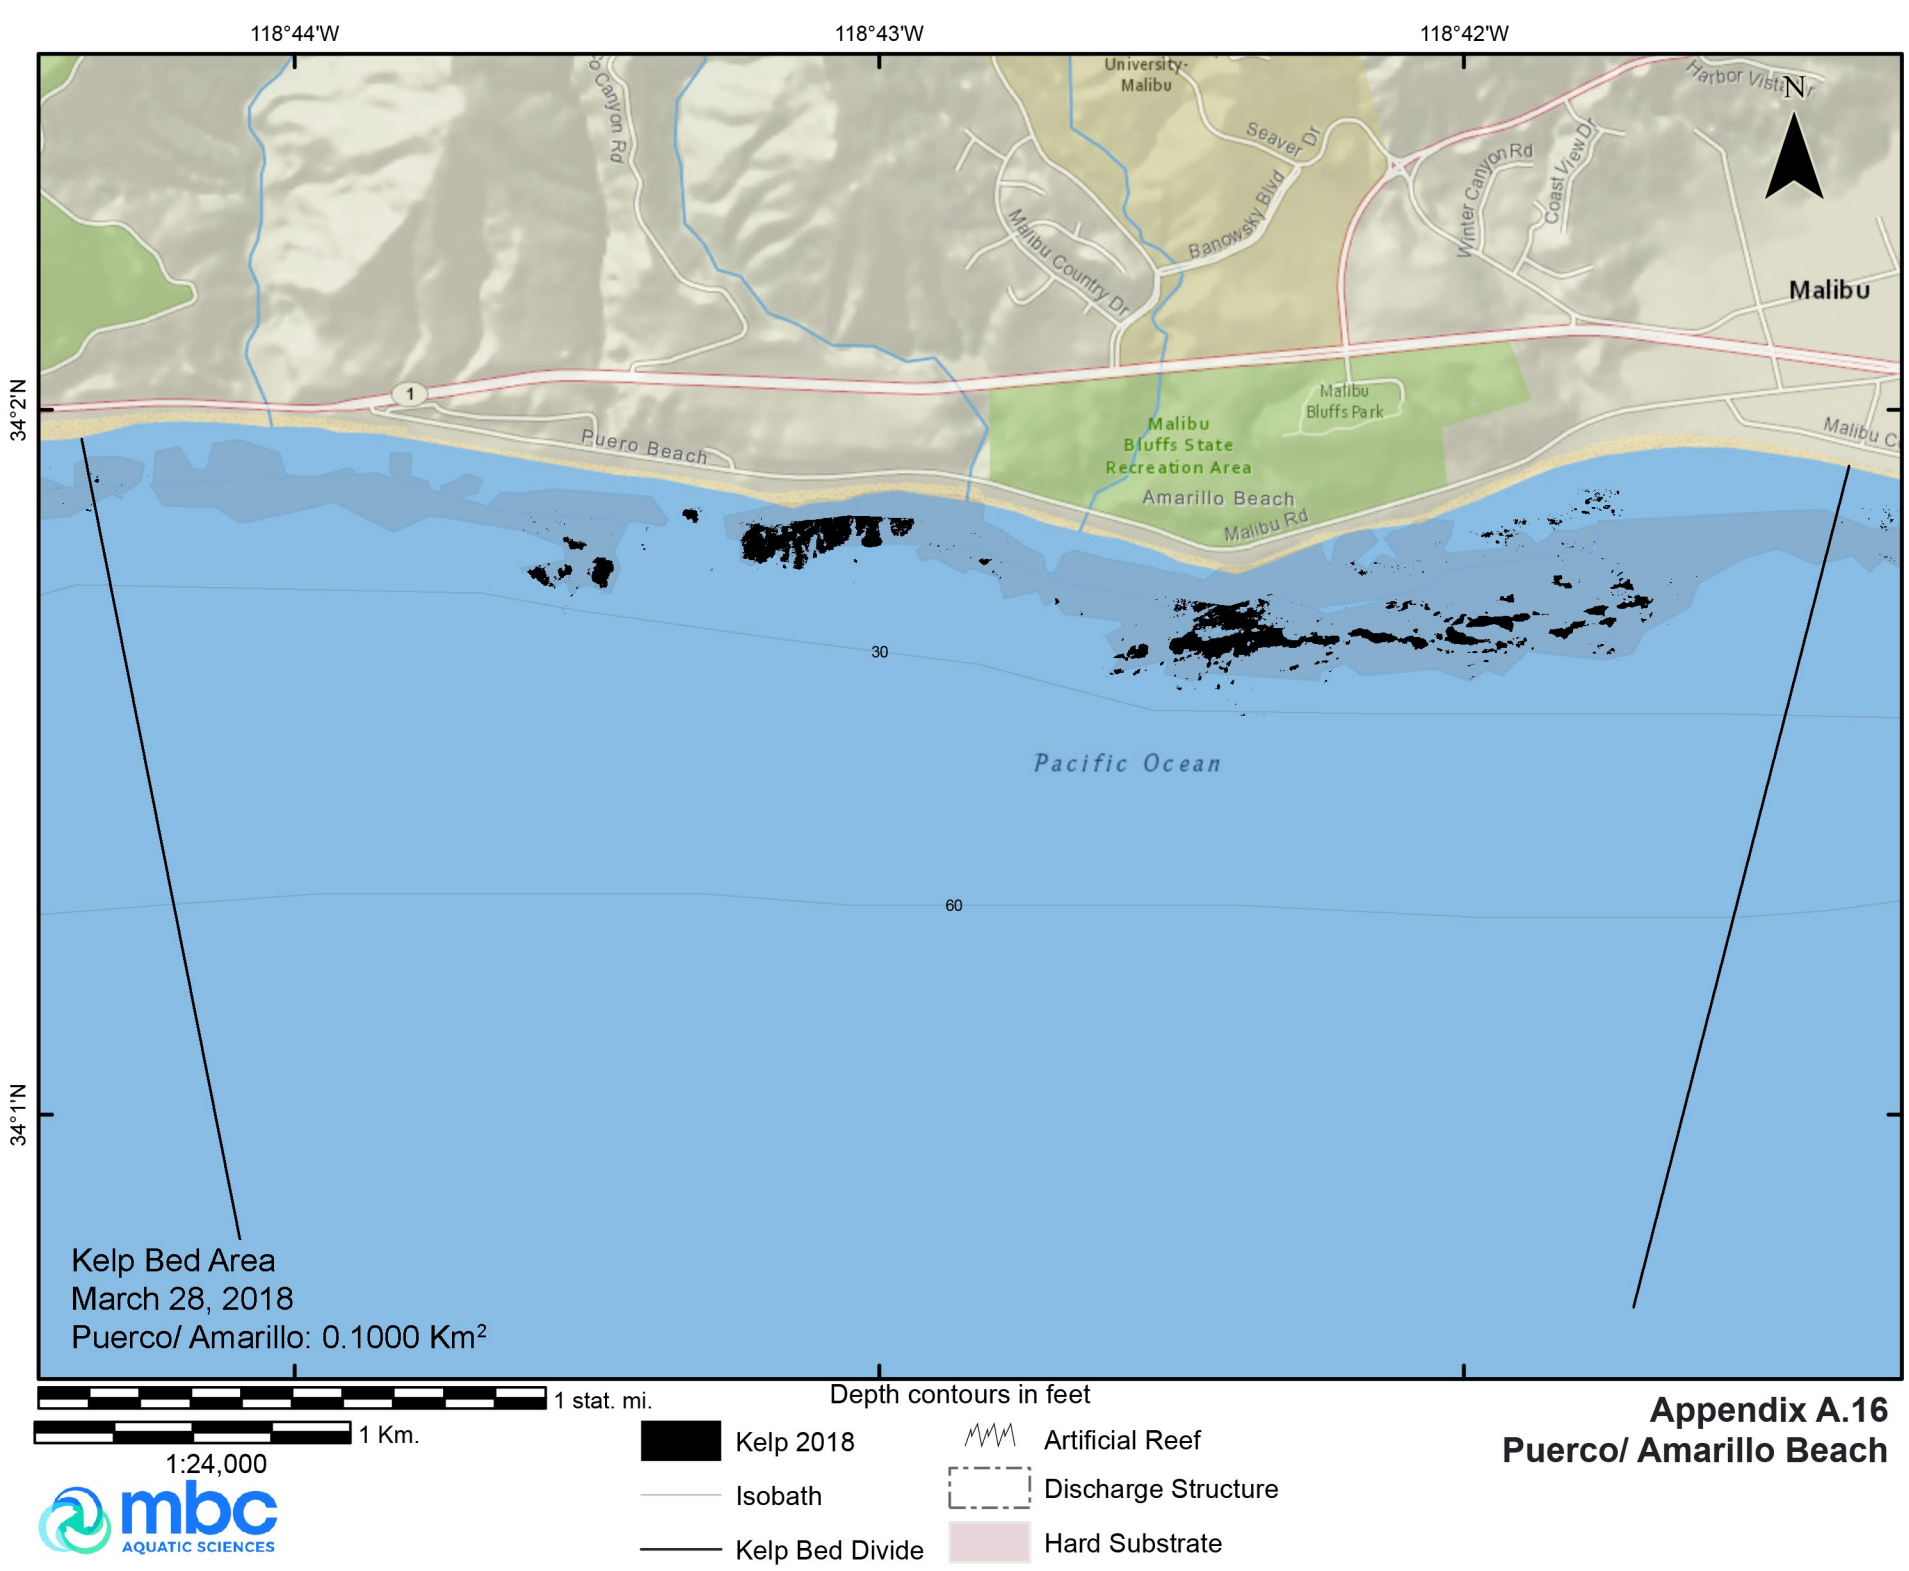 118°44'W
118°43'W
118°42'W
34°2'N
34°1'N
o Canyon Rd
University-
Malibu
Seaver Dr
Banowsky Blvd
Malibu Country Dr
Winter Canyon Rd
Coast View Dr
Harbor Vista Dr
N
Malibu
1
Puero Beach
Malibu
Bluffs Park
Malibu
Bluffs State
Recreation Area
Amarillo Beach
Malibu Rd
Malibu C
30
Pacific Ocean
60
Kelp Bed Area
March 28, 2018
Puerco/ Amarillo: 0.1000 Km²
1 stat. mi.
1 Km.
1:24,000
mbc
AQUATIC SCIENCES
Depth contours in feet
Kelp 2018
Isobath
Kelp Bed Divide
Artificial Reef
Discharge Structure
Hard Substrate
Appendix A.16
Puerco/ Amarillo Beach